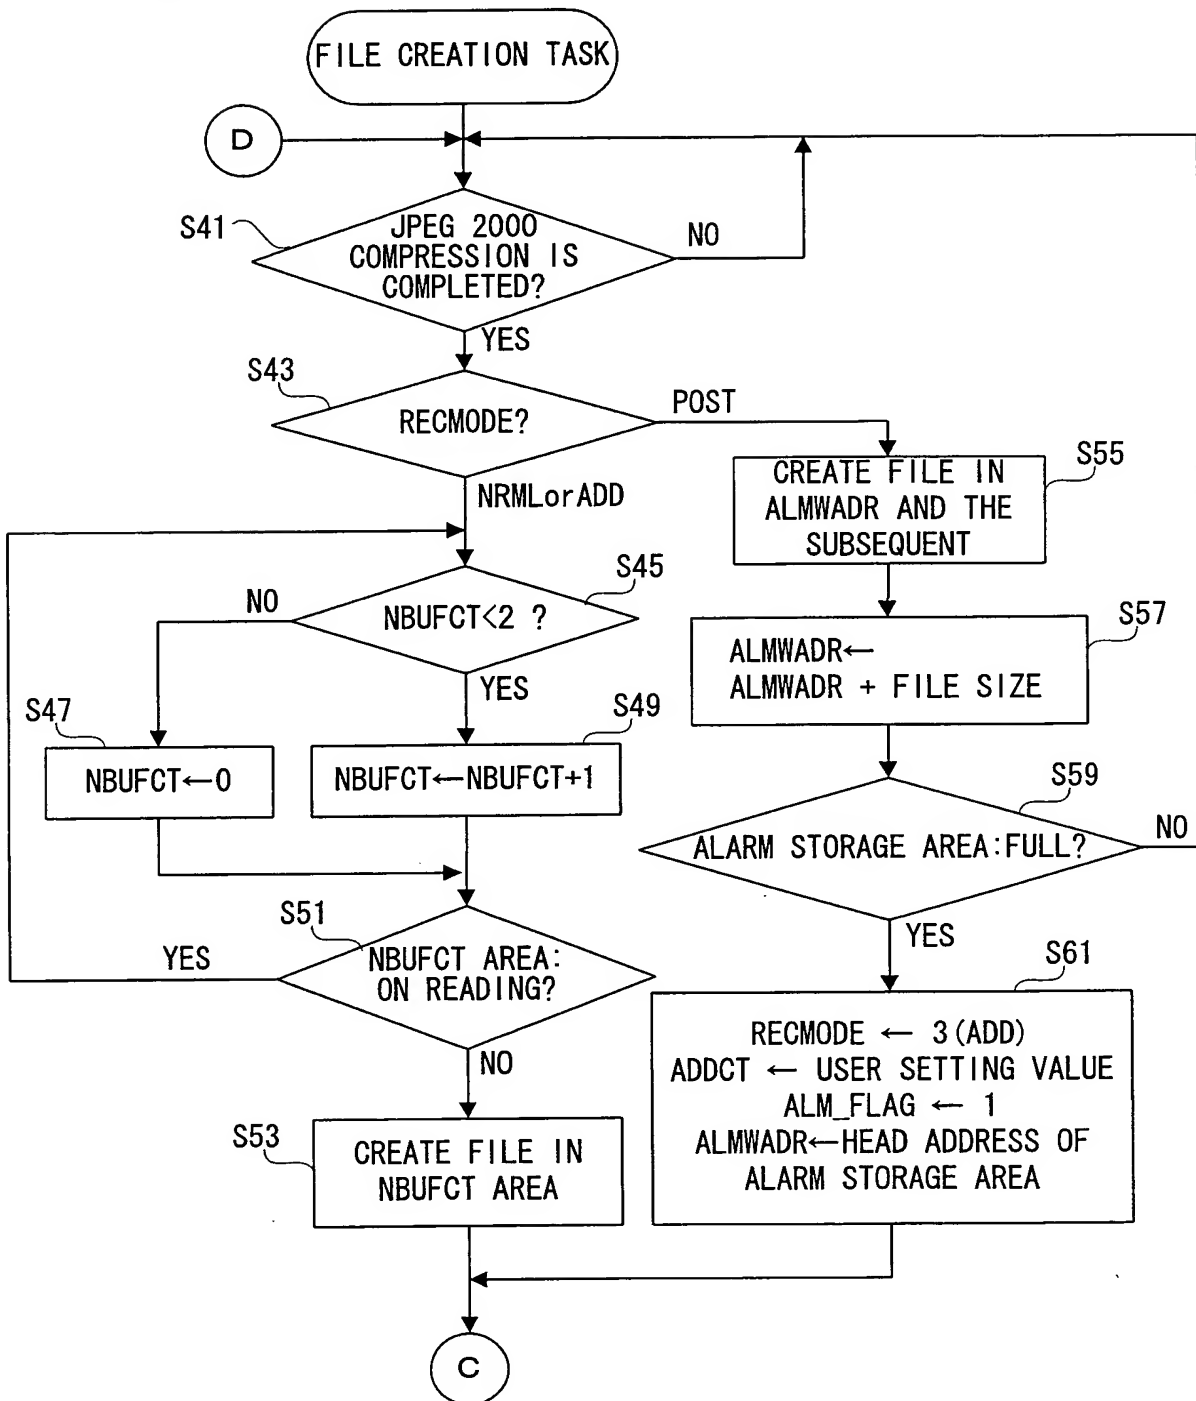 FILE CREATION TASK
D
S41
JPEG 2000
COMPRESSION IS
COMPLETED?
NO
YES
S43
RECMODE?
POST
NRMLorADD
S55
CREATE FILE IN
ALMWADR AND THE
SUBSEQUENT
S45
NBUFCT<2 ?
NO
YES
S57
ALMWADR←
ALMWADR + FILE SIZE
S47
NBUFCT←0
S49
NBUFCT←NBUFCT+1
S59
ALARM STORAGE AREA:FULL?
NO
YES
S51
NBUFCT AREA:
ON READING?
YES
NO
S61
RECMODE ← 3(ADD)
ADDCT ← USER SETTING VALUE
ALM_FLAG ← 1
ALMWADR←HEAD ADDRESS OF
ALARM STORAGE AREA
S53
CREATE FILE IN
NBUFCT AREA
C